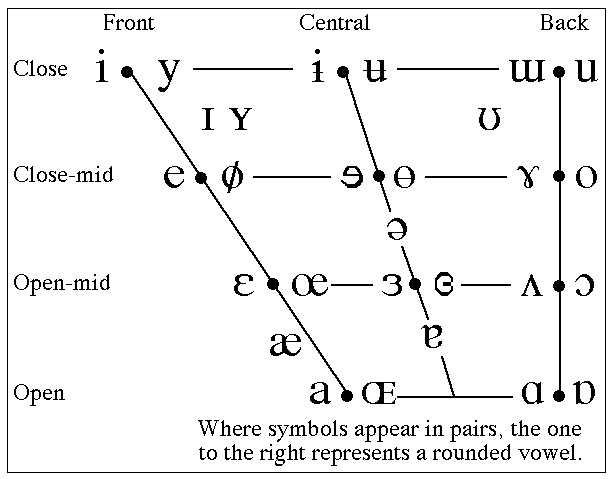 Front Central Back
Close i y ɨ ʉ ɯ u
ɪ ʏ ʊ
Close-mid e ø ɘ ɵ ɤ o
ə
Open-mid ɛ œ ɜ ɞ ʌ ɔ
æ ɐ
Open a ɶ ɑ ɒ
Where symbols appear in pairs, the one
to the right represents a rounded vowel.